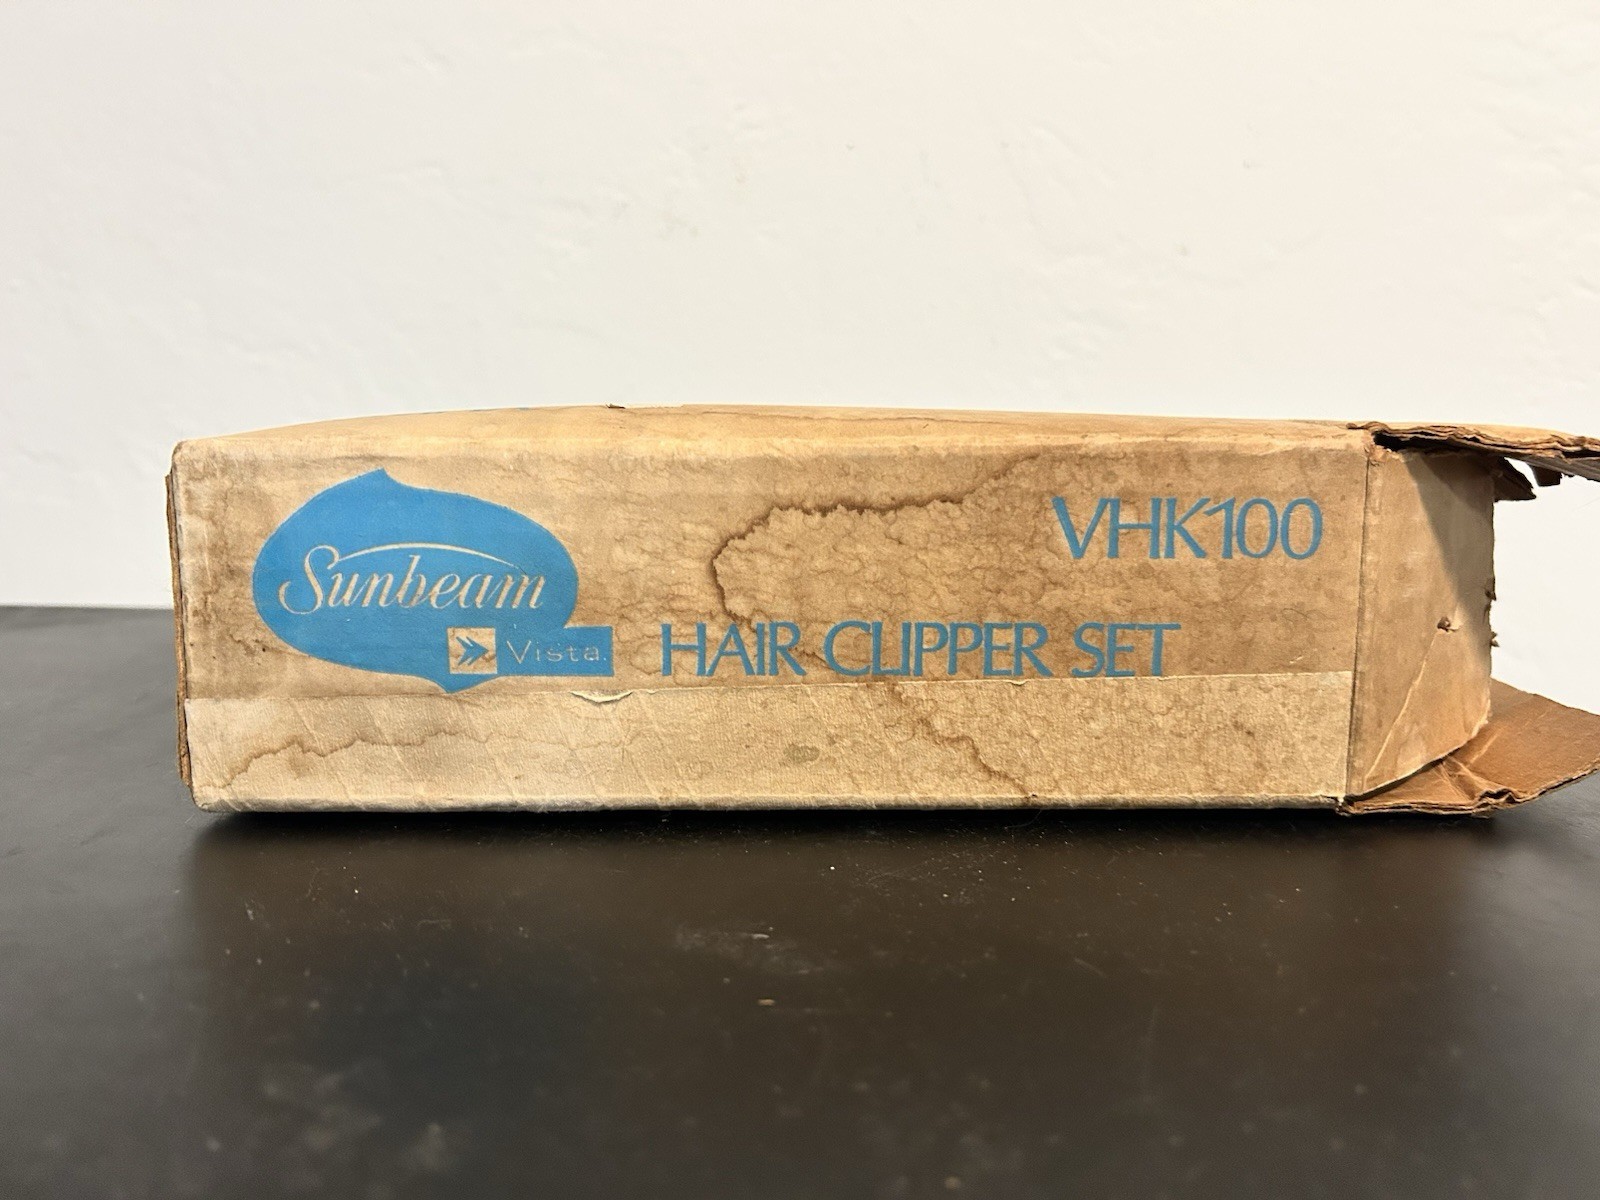 Sunbeam
Vista.
VHK100
HAIR CLIPPER SET